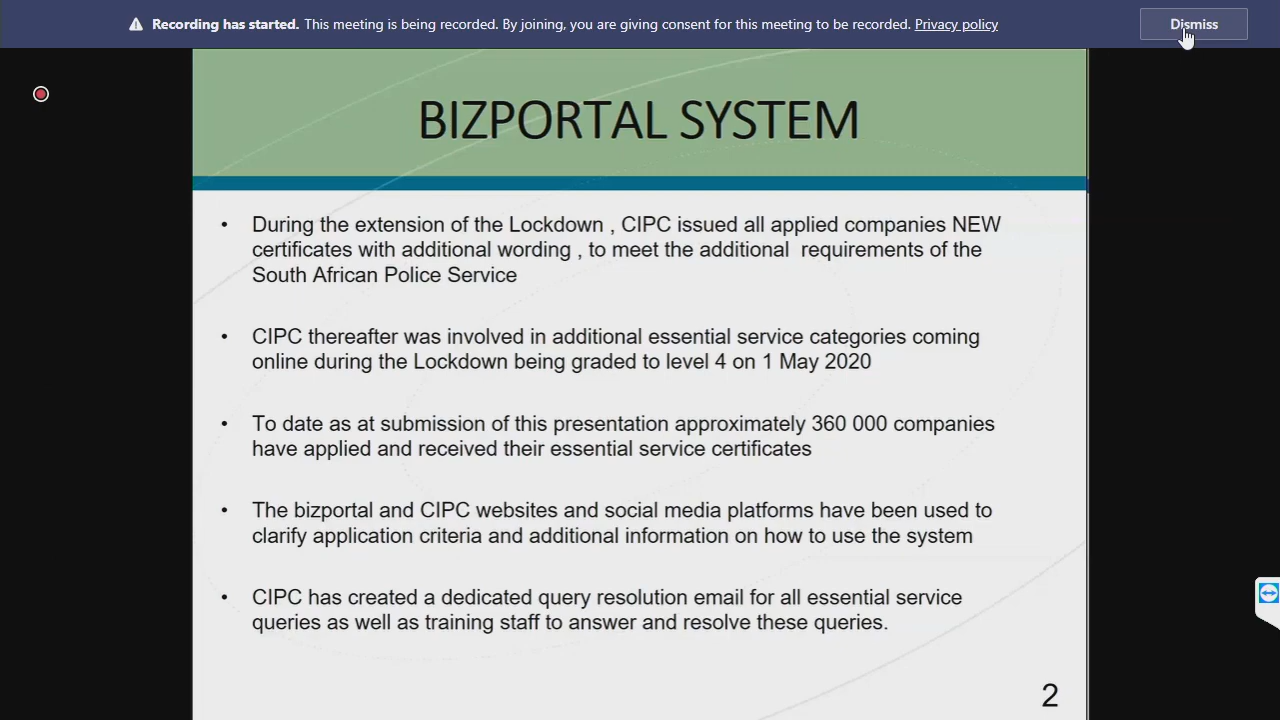 Recording has started. This meeting is being recorded. By joining, you are giving consent for this meeting to be recorded. Privacy policy
Dismiss
BIZPORTAL SYSTEM
• During the extension of the Lockdown , CIPC issued all applied companies NEW
certificates with additional wording , to meet the additional requirements of the
South African Police Service
• CIPC thereafter was involved in additional essential service categories coming
online during the Lockdown being graded to level 4 on 1 May 2020
• To date as at submission of this presentation approximately 360 000 companies
have applied and received their essential service certificates
• The bizportal and CIPC websites and social media platforms have been used to
clarify application criteria and additional information on how to use the system
• CIPC has created a dedicated query resolution email for all essential service
queries as well as training staff to answer and resolve these queries.
2